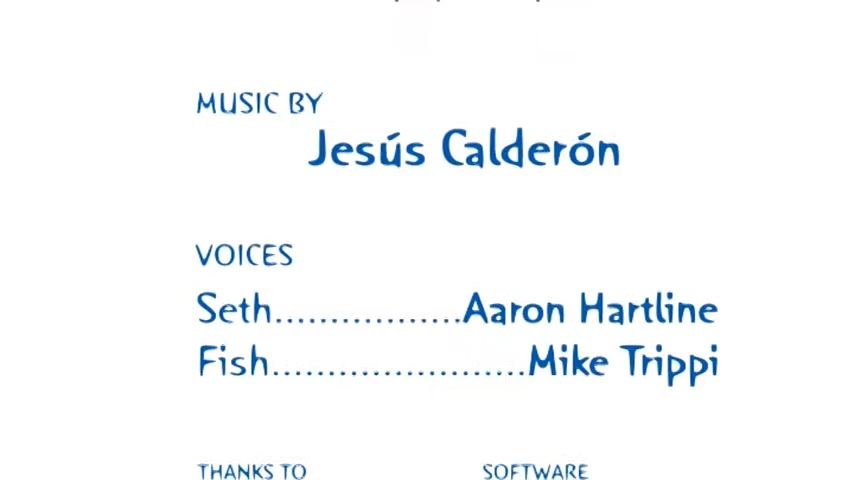 MUSIC BY
Jesús Calderón
VOICES
Seth.................Aaron Hartline
Fish.......................Mike Trippi
THANKS TO SOFTWARE